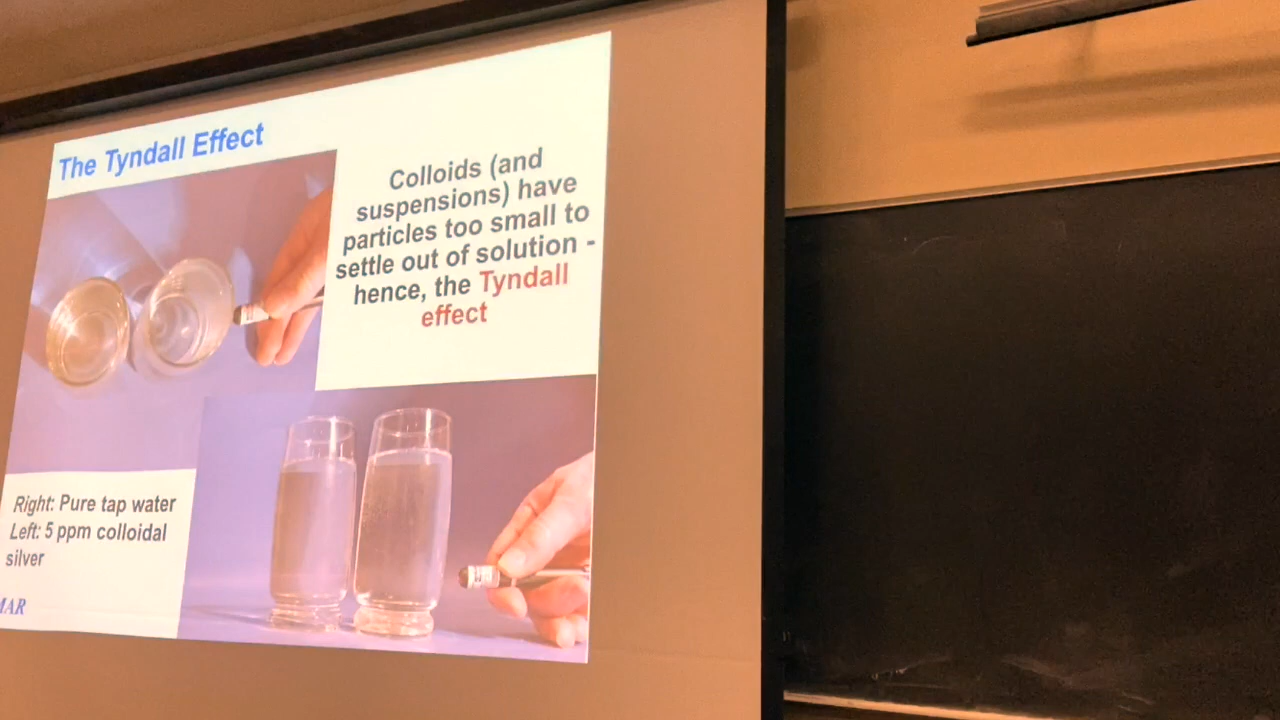 The Tyndall Effect
Colloids (and
suspensions) have
particles too small to
settle out of solution -
hence, the Tyndall
effect
Right: Pure tap water
Left: 5 ppm colloidal
silver